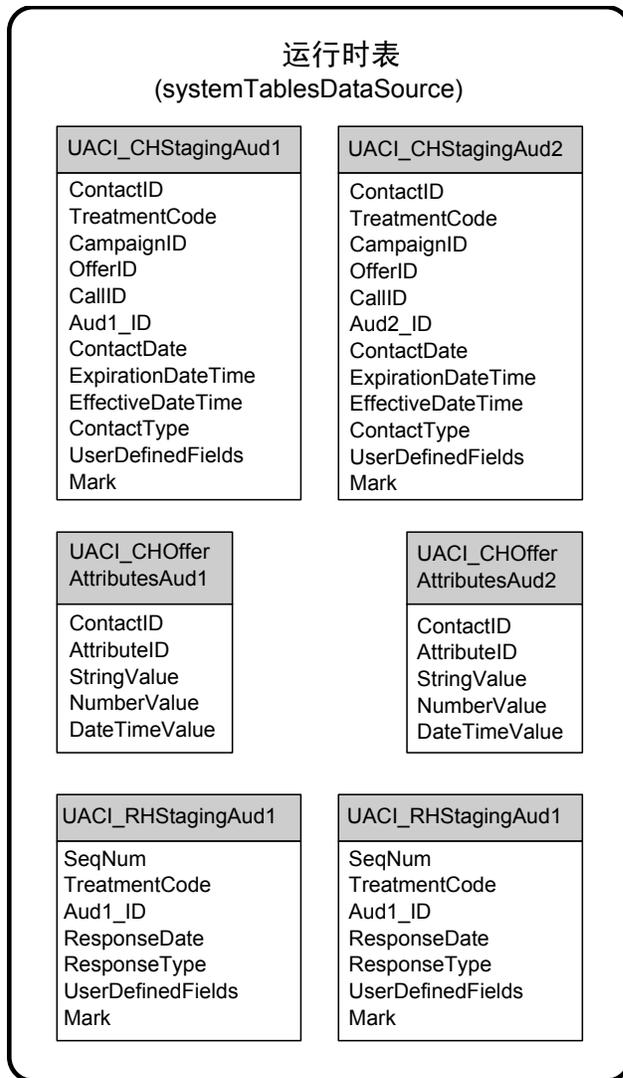 运行时表
(systemTablesDataSource)
UACI_CHStagingAud1
ContactID
TreatmentCode
CampaignID
OfferID
CallID
Aud1_ID
ContactDate
ExpirationDateTime
EffectiveDateTime
ContactType
UserDefinedFields
Mark
UACI_CHStagingAud2
ContactID
TreatmentCode
CampaignID
OfferID
CallID
Aud2_ID
ContactDate
ExpirationDateTime
EffectiveDateTime
ContactType
UserDefinedFields
Mark
UACI_CHOffer
AttributesAud1
ContactID
AttributeID
StringValue
NumberValue
DateTimeValue
UACI_CHOffer
AttributesAud2
ContactID
AttributeID
StringValue
NumberValue
DateTimeValue
UACI_RHStagingAud1
SeqNum
TreatmentCode
Aud1_ID
ResponseDate
ResponseType
UserDefinedFields
Mark
UACI_RHStagingAud1
SeqNum
TreatmentCode
Aud1_ID
ResponseDate
ResponseType
UserDefinedFields
Mark